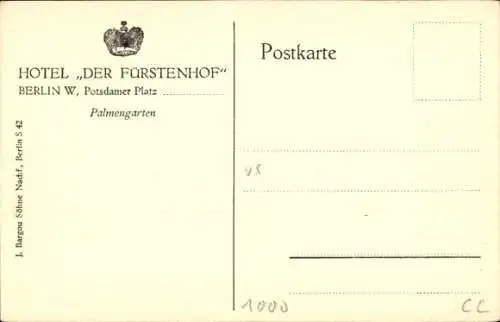 HOTEL „DER FÜRSTENHOF“
BERLIN W, Potsdamer Platz
Palmengarten
J. Bargou Söhne Nachf., Berlin S 42
Postkarte
1000
CC